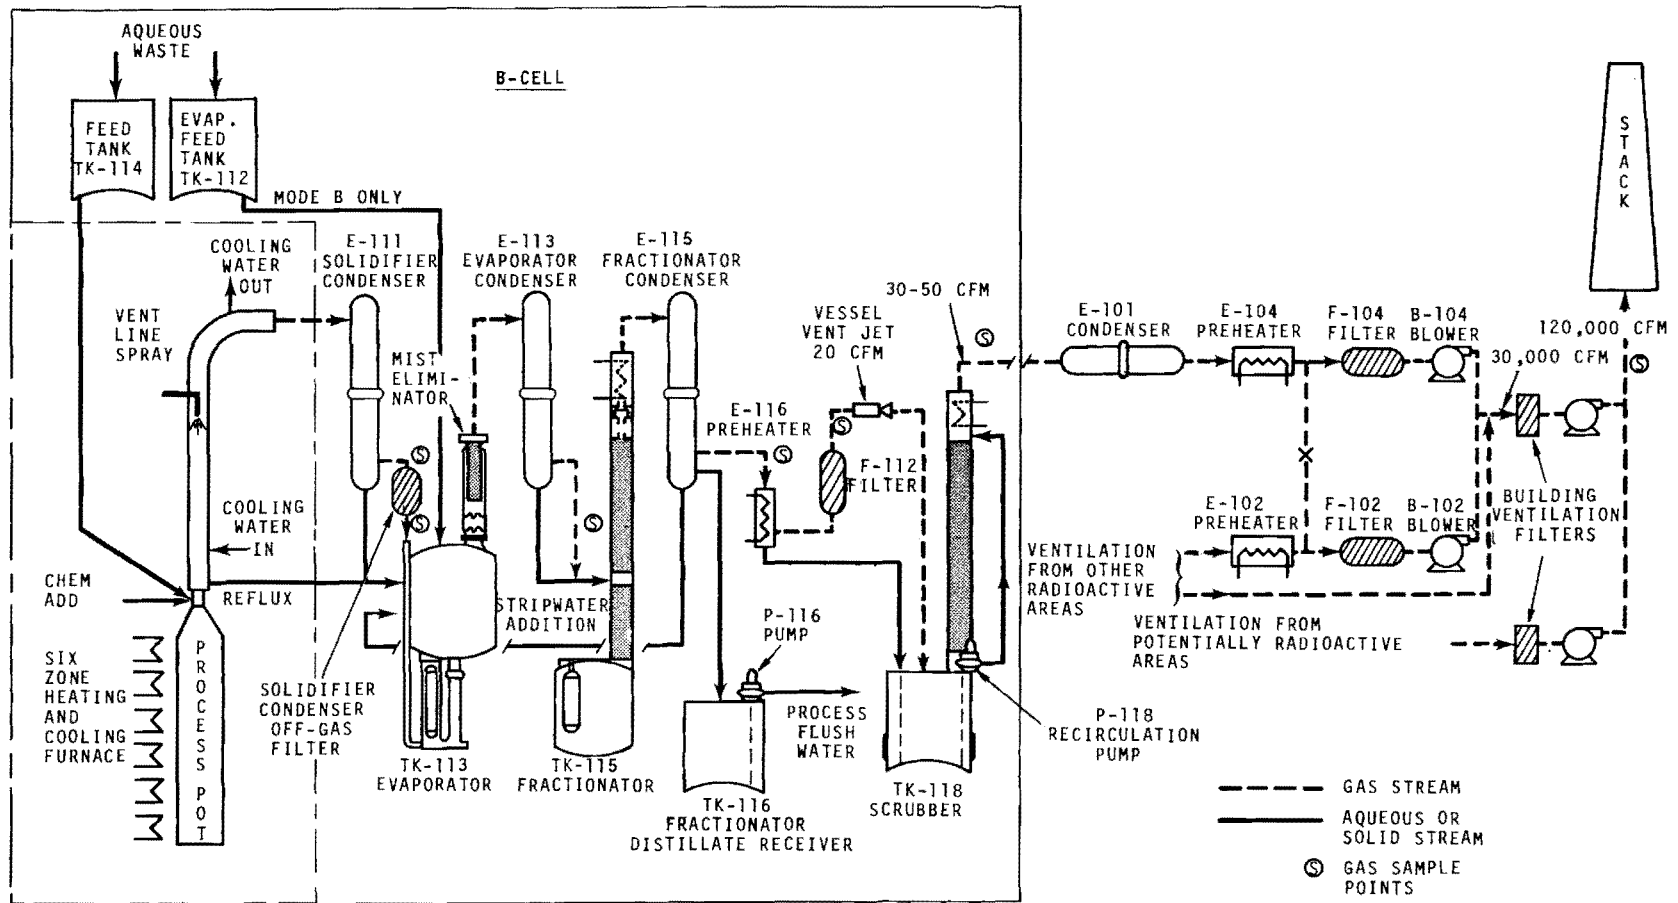 AQUEOUS
WASTE
B-CELL
FEED
TANK
TK-114
EVAP.
FEED
TANK
TK-112
MODE B ONLY
COOLING
WATER
OUT
E-111
SOLIDIFIER
CONDENSER
E-113
EVAPORATOR
CONDENSER
E-115
FRACTIONATOR
CONDENSER
VENT
LINE
SPRAY
MIST
ELIMI-
NATOR
30-50 CFM
VESSEL
VENT JET
20 CFM
S
E-101
CONDENSER
E-104
PREHEATER
F-104
FILTER
B-104
BLOWER
STACK
120,000 CFM
30,000 CFM
S
E-116
PREHEATER
S
S
S
F-112
FILTER
S
S
COOLING
WATER
IN
E-102
PREHEATER
F-102
FILTER
B-102
BLOWER
BUILDING
VENTILATION
FILTERS
VENTILATION
FROM OTHER
RADIOACTIVE
AREAS
VENTILATION FROM
POTENTIALLY RADIOACTIVE
AREAS
CHEM
ADD
REFLUX
STRIPWATER
ADDITION
P-116
PUMP
SIX
ZONE
HEATING
AND
COOLING
FURNACE
PROCESS POT
SOLIDIFIER
CONDENSER
OFF-GAS
FILTER
PROCESS
FLUSH
WATER
P-118
RECIRCULATION
PUMP
TK-113
EVAPORATOR
TK-115
FRACTIONATOR
TK-116
FRACTIONATOR
DISTILLATE RECEIVER
TK-118
SCRUBBER
GAS STREAM
AQUEOUS OR
SOLID STREAM
S GAS SAMPLE
POINTS